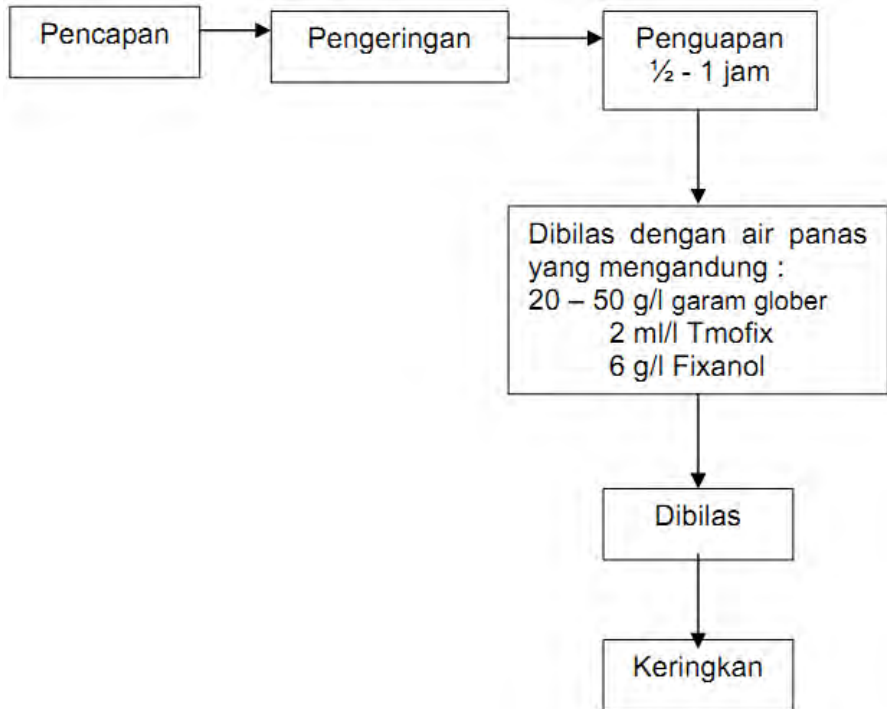 Pencapan
Pengeringan
Penguapan
½ - 1 jam
Dibilas dengan air panas
yang mengandung :
20 – 50 g/l garam glober
2 ml/l Tmofix
6 g/l Fixanol
Dibilas
Keringkan